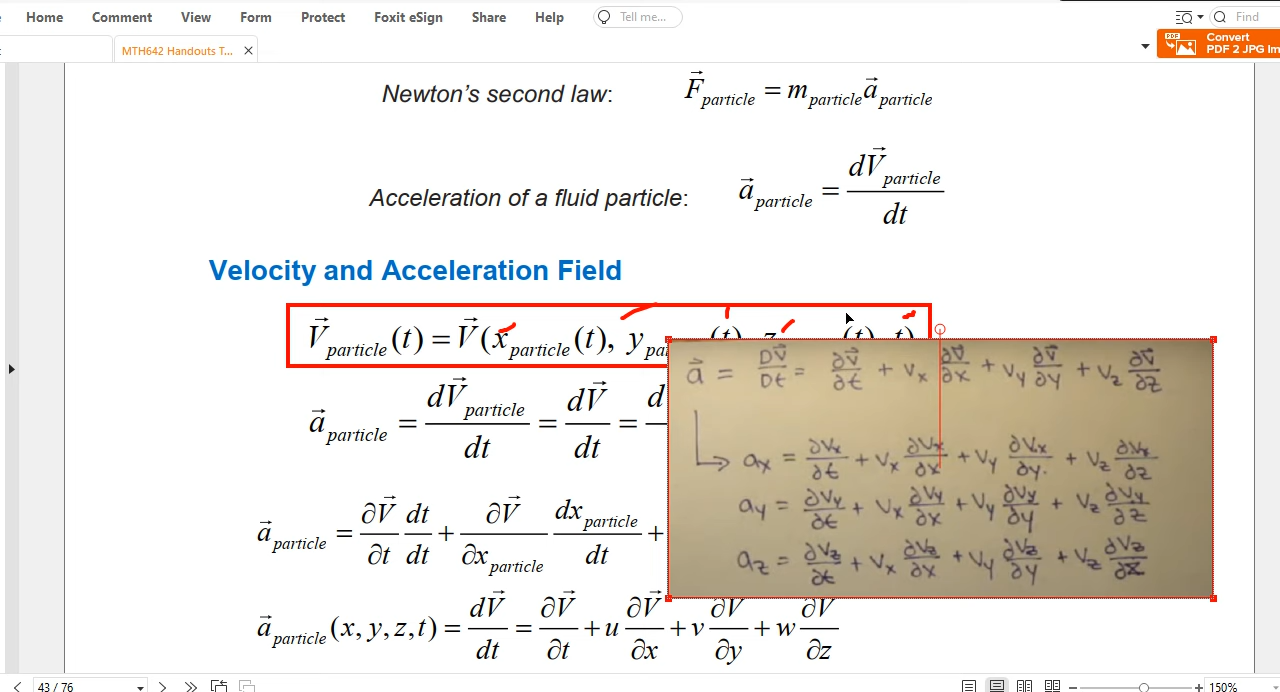 Home Comment View Form Protect Foxit eSign Share Help Tell me... Find
MTH642 Handouts T... × Convert
PDF 2 JPG Im
Newton's second law: F⃗_particle = m_particle a⃗_particle
Acceleration of a fluid particle: a⃗_particle = dV⃗_particle / dt
Velocity and Acceleration Field
V⃗_particle (t) = V⃗(x_particle (t), y_pa (t), z (t), t)
a⃗_particle = dV⃗_particle / dt = dV⃗ / dt = d
a⃗_particle = ∂V⃗/∂t dt/dt + ∂V⃗/∂x_particle dx_particle/dt +
a⃗_particle (x, y, z, t) = dV⃗/dt = ∂V⃗/∂t + u ∂V⃗/∂x + v ∂V/∂y + w ∂V/∂z
a⃗ = DV⃗/Dt = ∂V⃗/∂t + Vx ∂V⃗/∂x + Vy ∂V⃗/∂y + Vz ∂V⃗/∂z
ax = ∂Vx/∂t + Vx ∂Vx/∂x + Vy ∂Vx/∂y + Vz ∂Vx/∂z
ay = ∂Vy/∂t + Vx ∂Vy/∂x + Vy ∂Vy/∂y + Vz ∂Vy/∂z
az = ∂Vz/∂t + Vx ∂Vz/∂x + Vy ∂Vz/∂y + Vz ∂Vz/∂z
43 / 76 150%